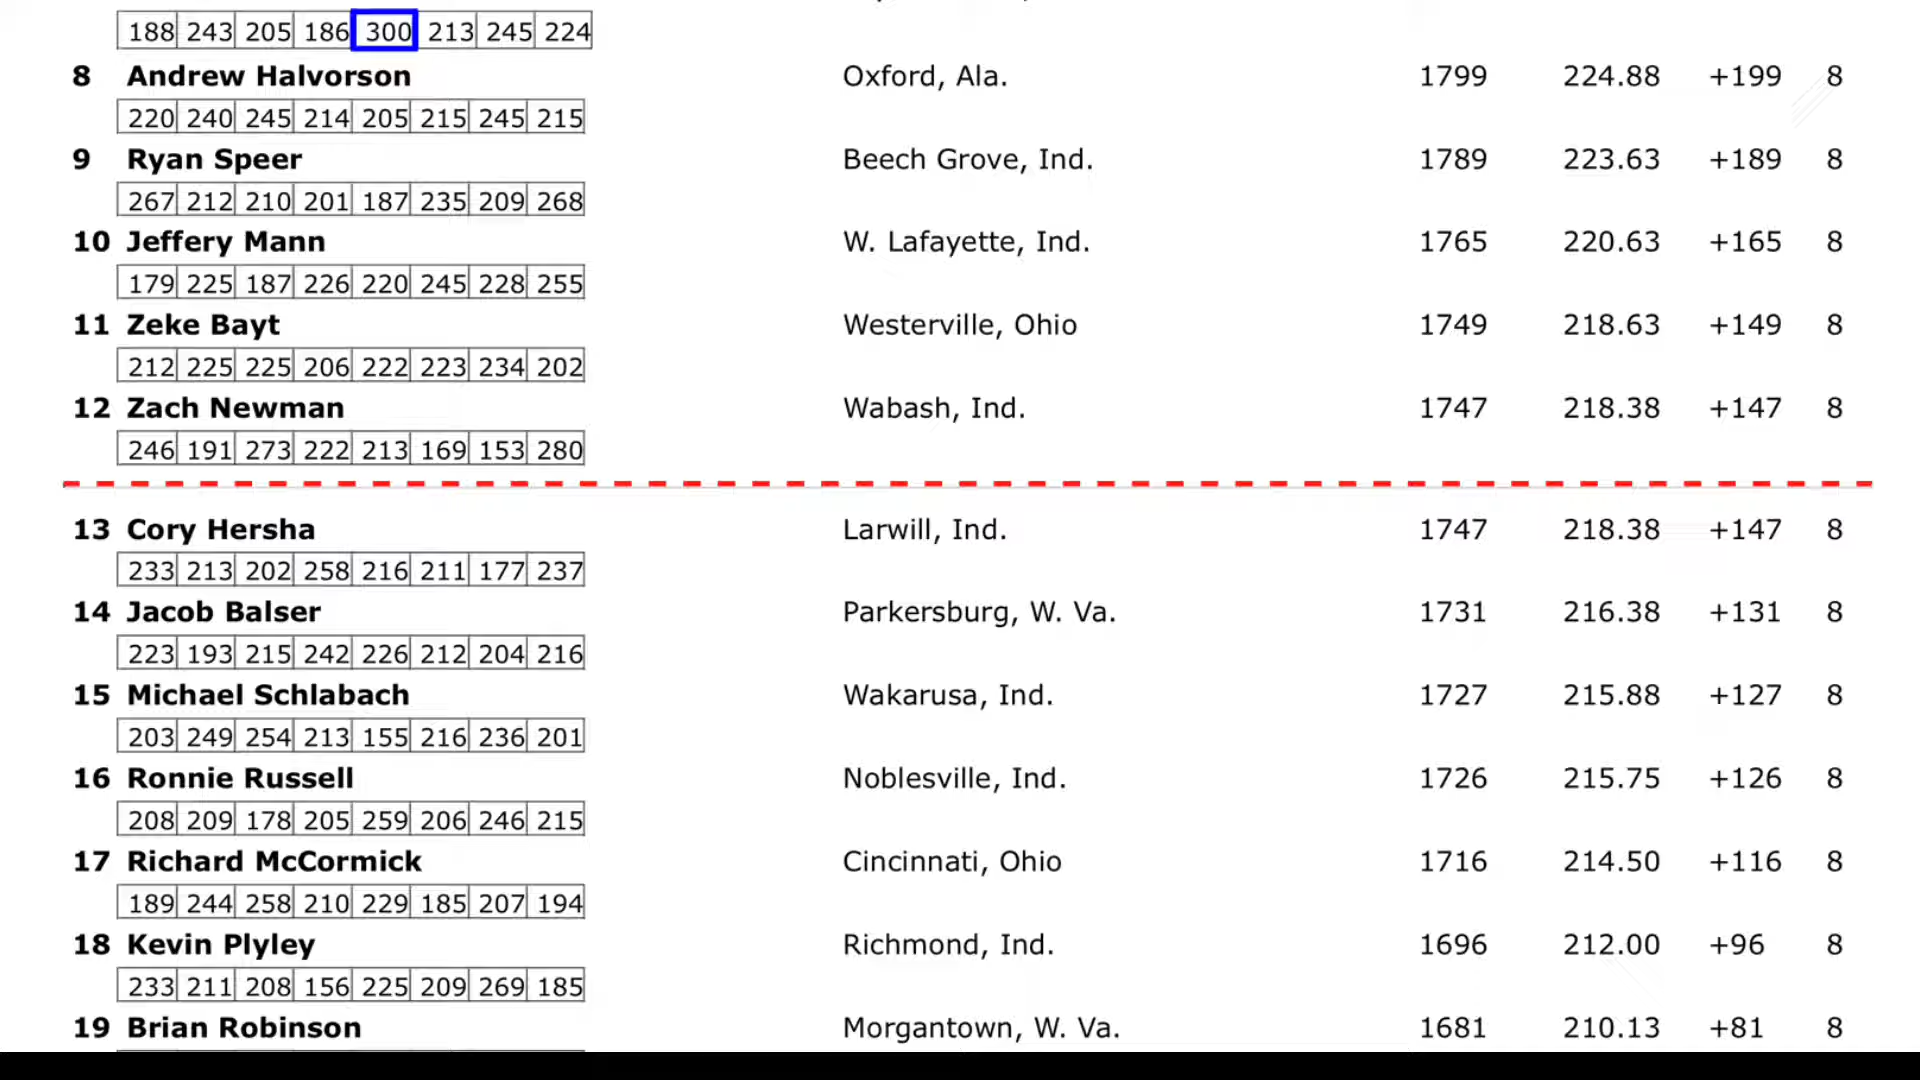 188 243 205 186 300 213 245 224
8 Andrew Halvorson Oxford, Ala. 1799 224.88 +199 8
220 240 245 214 205 215 245 215
9 Ryan Speer Beech Grove, Ind. 1789 223.63 +189 8
267 212 210 201 187 235 209 268
10 Jeffery Mann W. Lafayette, Ind. 1765 220.63 +165 8
179 225 187 226 220 245 228 255
11 Zeke Bayt Westerville, Ohio 1749 218.63 +149 8
212 225 225 206 222 223 234 202
12 Zach Newman Wabash, Ind. 1747 218.38 +147 8
246 191 273 222 213 169 153 280
13 Cory Hersha Larwill, Ind. 1747 218.38 +147 8
233 213 202 258 216 211 177 237
14 Jacob Balser Parkersburg, W. Va. 1731 216.38 +131 8
223 193 215 242 226 212 204 216
15 Michael Schlabach Wakarusa, Ind. 1727 215.88 +127 8
203 249 254 213 155 216 236 201
16 Ronnie Russell Noblesville, Ind. 1726 215.75 +126 8
208 209 178 205 259 206 246 215
17 Richard McCormick Cincinnati, Ohio 1716 214.50 +116 8
189 244 258 210 229 185 207 194
18 Kevin Plyley Richmond, Ind. 1696 212.00 +96 8
233 211 208 156 225 209 269 185
19 Brian Robinson Morgantown, W. Va. 1681 210.13 +81 8